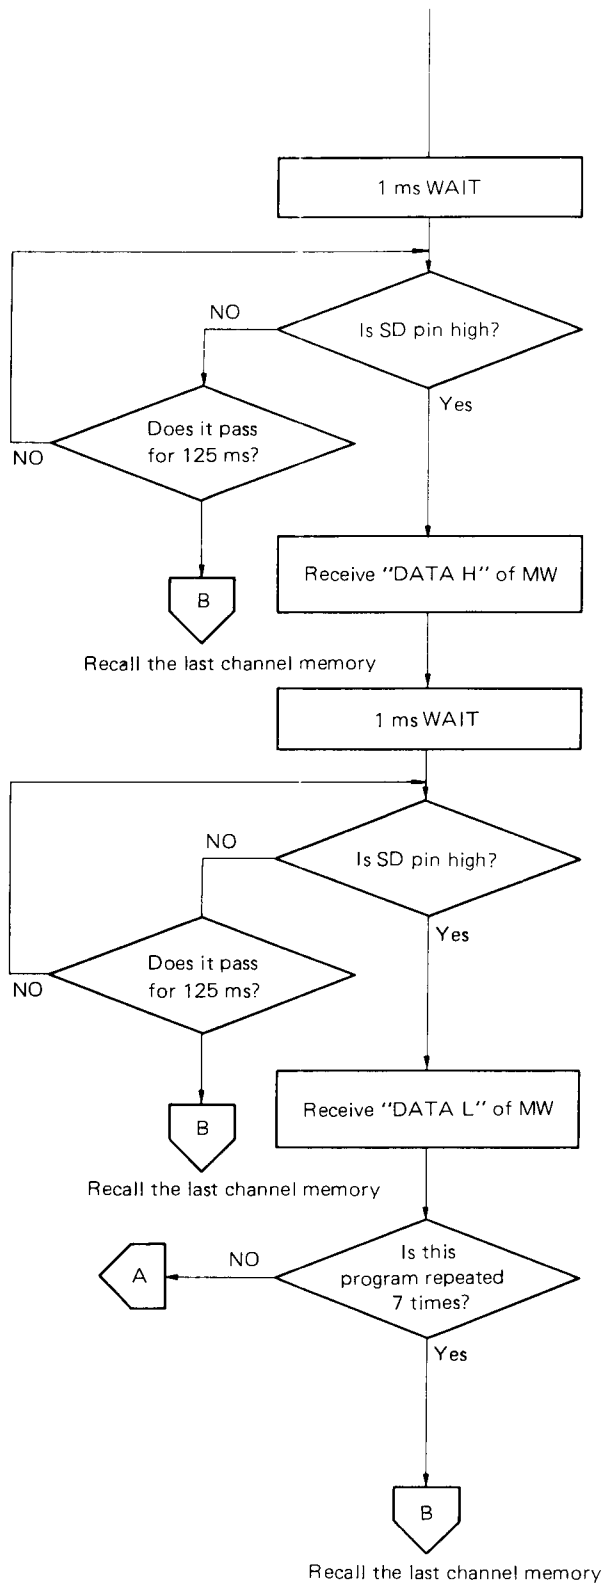 1 ms WAIT
NO
Is SD pin high?
Yes
Does it pass
for 125 ms?
NO
Receive "DATA H" of MW
B
Recall the last channel memory
1 ms WAIT
NO
Is SD pin high?
Yes
Does it pass
for 125 ms?
NO
Receive "DATA L" of MW
B
Recall the last channel memory
A
NO
Is this
program repeated
7 times?
Yes
B
Recall the last channel memory